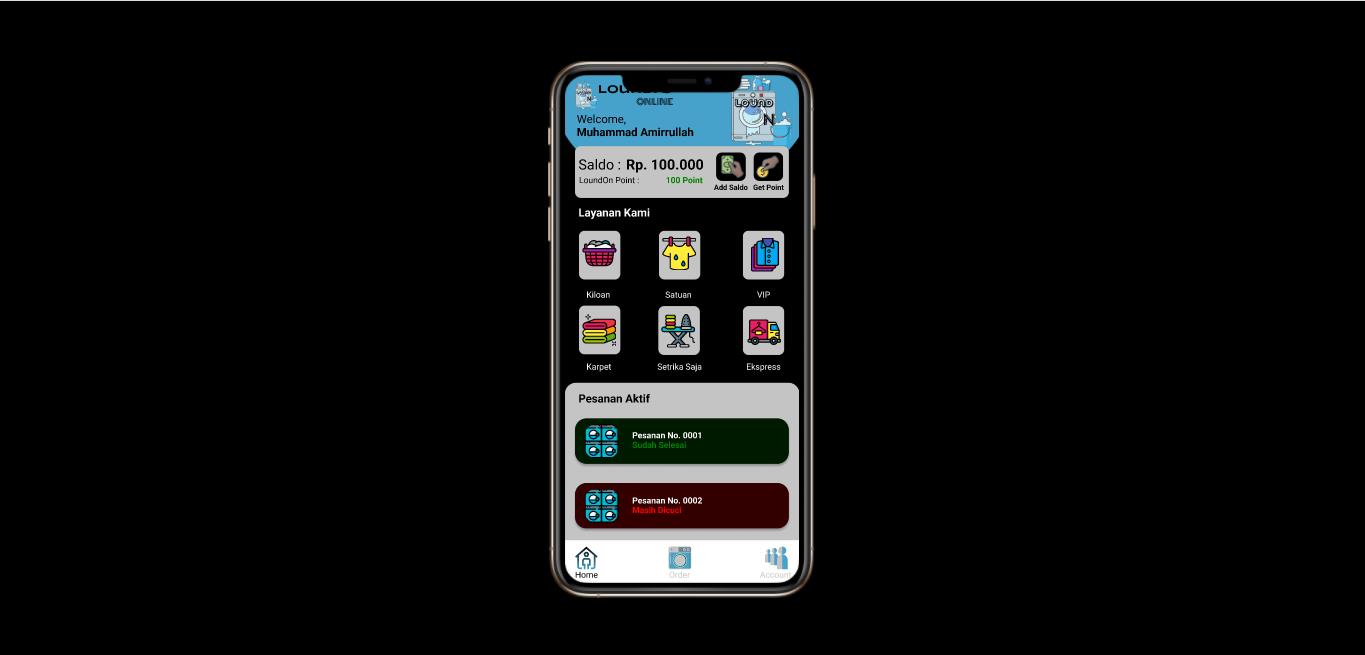 ONLINE
LOUND
N
Welcome,
Muhammad Amirrullah
Saldo : Rp. 100.000
LoundOn Point : 100 Point
Add Saldo Get Point
Layanan Kami
Kiloan Satuan VIP
Karpet Setrika Saja Ekspress
Pesanan Aktif
Pesanan No. 0001
Sudah Selesai
Pesanan No. 0002
Masih Dicuci
Home Order Account